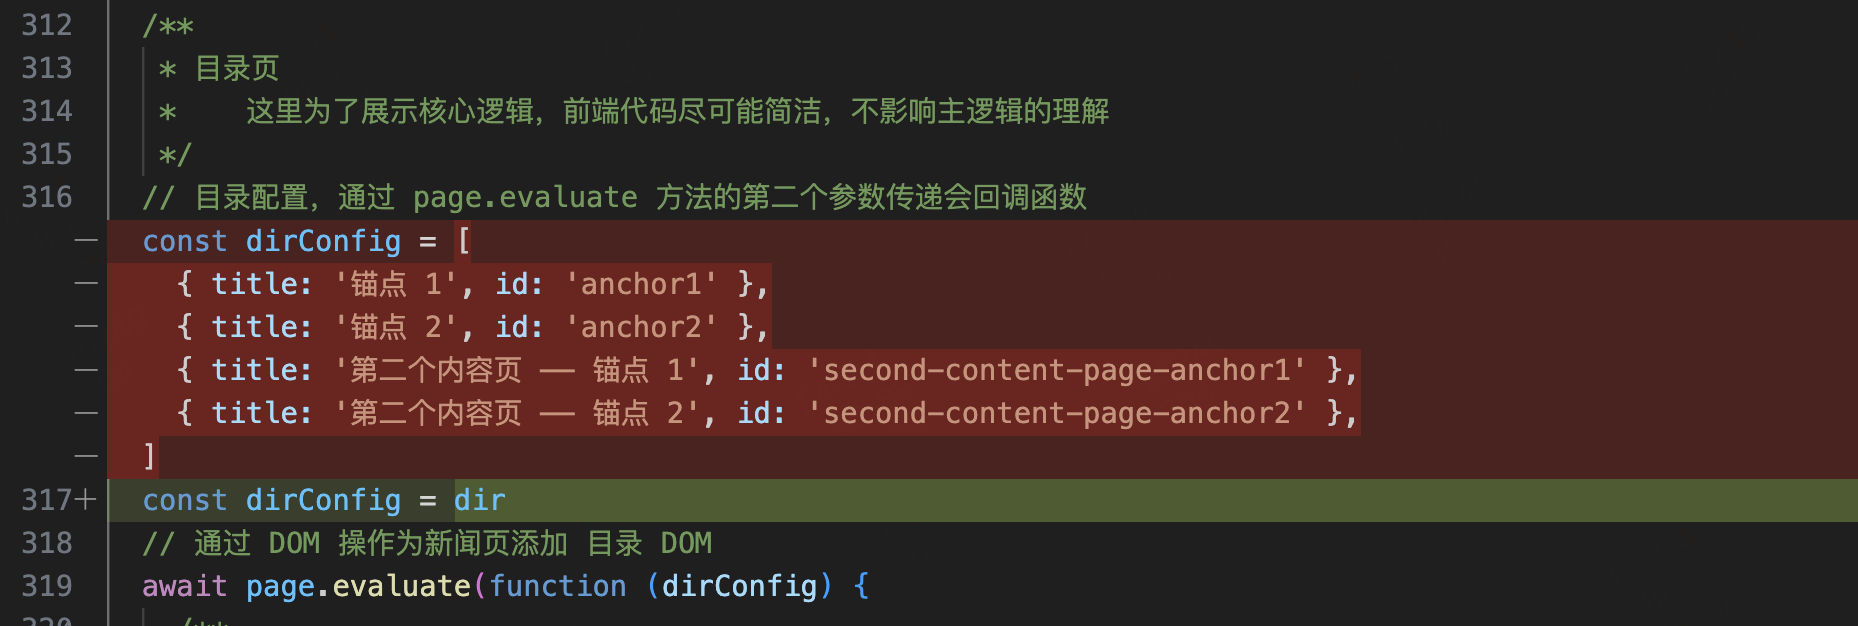 312 /**
313 * 目录页
314 * 这里为了展示核心逻辑，前端代码尽可能简洁，不影响主逻辑的理解
315 */
316 // 目录配置，通过 page.evaluate 方法的第二个参数传递会回调函数
— const dirConfig = [
— { title: '锚点 1', id: 'anchor1' },
— { title: '锚点 2', id: 'anchor2' },
— { title: '第二个内容页 —— 锚点 1', id: 'second-content-page-anchor1' },
— { title: '第二个内容页 —— 锚点 2', id: 'second-content-page-anchor2' },
— ]
317+ const dirConfig = dir
318 // 通过 DOM 操作为新闻页添加 目录 DOM
319 await page.evaluate(function (dirConfig) {